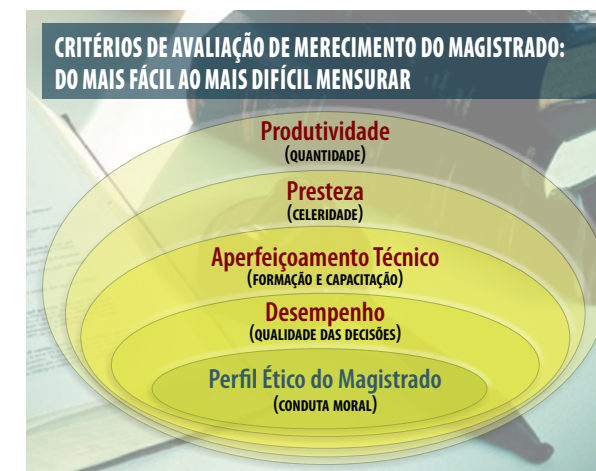 CRITÉRIOS DE AVALIAÇÃO DE MERECIMENTO DO MAGISTRADO:
DO MAIS FÁCIL AO MAIS DIFÍCIL MENSURAR
Produtividade
(QUANTIDADE)
Presteza
(CELERIDADE)
Aperfeiçoamento Técnico
(FORMAÇÃO E CAPACITAÇÃO)
Desempenho
(QUALIDADE DAS DECISÕES)
Perfil Ético do Magistrado
(CONDUTA MORAL)